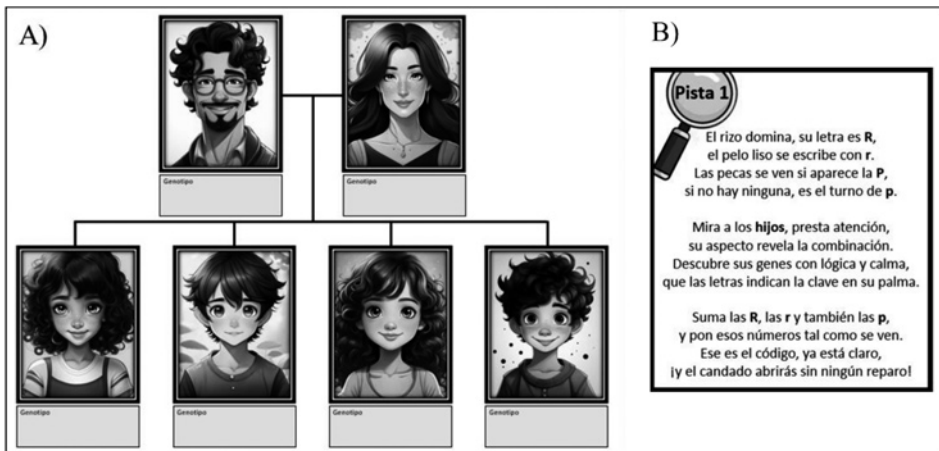 A)
Genotipo
Genotipo
Genotipo
Genotipo
Genotipo
Genotipo
B)
Pista 1
El rizo domina, su letra es R,
el pelo liso se escribe con r.
Las pecas se ven si aparece la P,
si no hay ninguna, es el turno de p.
Mira a los hijos, presta atención,
su aspecto revela la combinación.
Descubre sus genes con lógica y calma,
que las letras indican la clave en su palma.
Suma las R, las r y también las p,
y pon esos números tal como se ven.
Ese es el código, ya está claro,
¡y el candado abrirás sin ningún reparo!